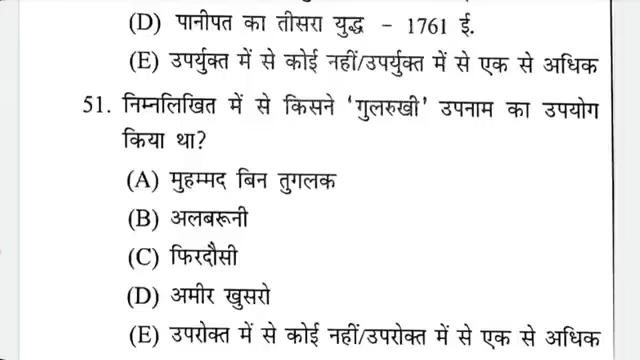 (D) पानीपत का तीसरा युद्ध - 1761 ई.
(E) उपर्युक्त में से कोई नहीं/उपर्युक्त में से एक से अधिक
51. निम्नलिखित में से किसने ‘गुलरुखी’ उपनाम का उपयोग
किया था?
(A) मुहम्मद बिन तुगलक
(B) अलबरूनी
(C) फिरदौसी
(D) अमीर खुसरो
(E) उपरोक्त में से कोई नहीं/उपरोक्त में से एक से अधिक